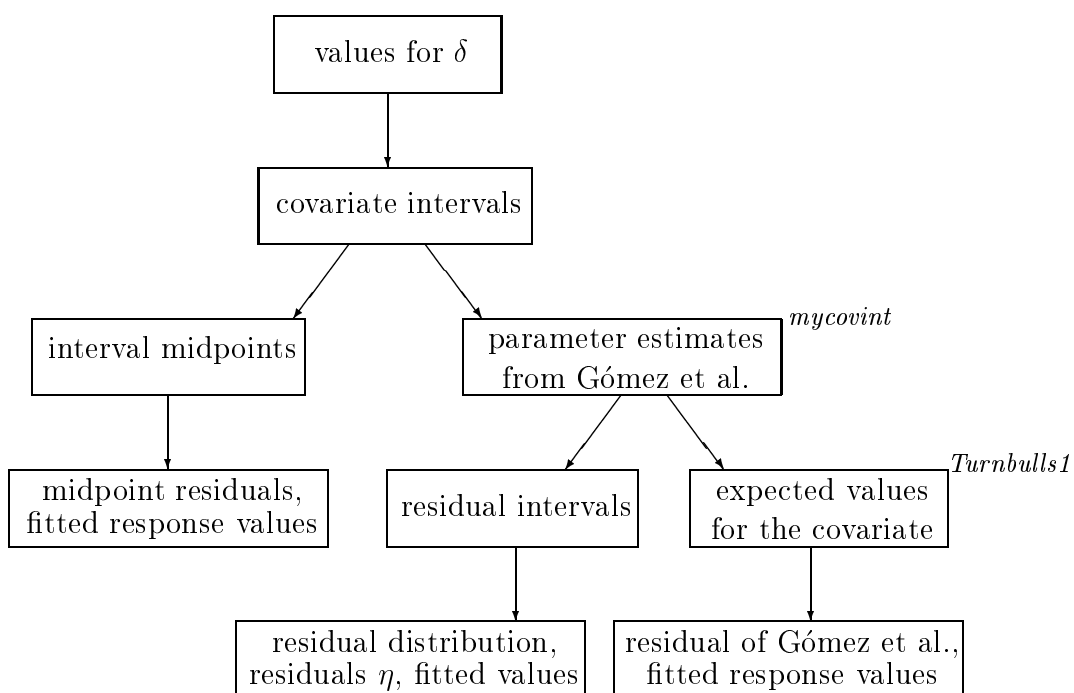 values for δ
covariate intervals
interval midpoints
parameter estimates
from Gómez et al.
mycovint
midpoint residuals,
fitted response values
residual intervals
expected values
for the covariate
Turnbulls1
residual distribution,
residuals η, fitted values
residual of Gómez et al.,
fitted response values